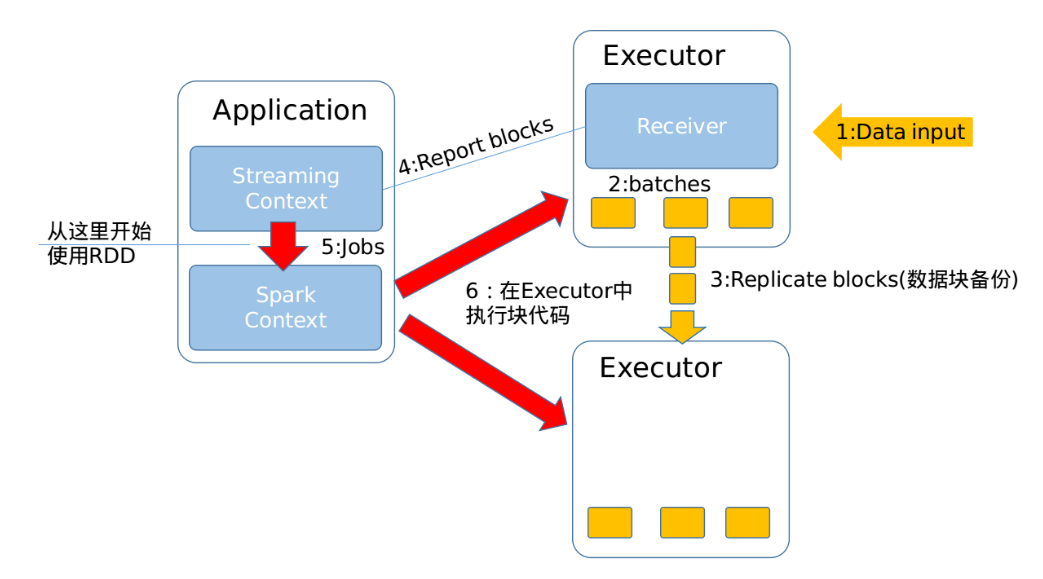 Application
Streaming
Context
5:Jobs
Spark
Context
从这里开始
使用RDD
4:Report blocks
Executor
Receiver
1:Data input
2:batches
3:Replicate blocks(数据块备份)
6：在Executor中
执行块代码
Executor